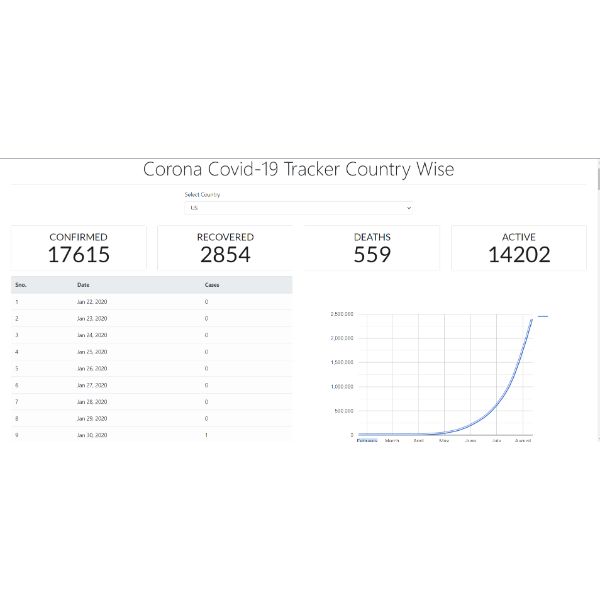 Corona Covid-19 Tracker Country Wise
Select Country
US
CONFIRMED
17615
RECOVERED
2854
DEATHS
559
ACTIVE
14202
Sno. Date Cases
1 Jan 22, 2020 0
2 Jan 23, 2020 0
3 Jan 24, 2020 0
4 Jan 25, 2020 0
5 Jan 26, 2020 0
6 Jan 27, 2020 0
7 Jan 28, 2020 0
8 Jan 29, 2020 0
9 Jan 30, 2020 1
2,500,000
2,000,000
1,500,000
1,000,000
500,000
0
February March April May June July August